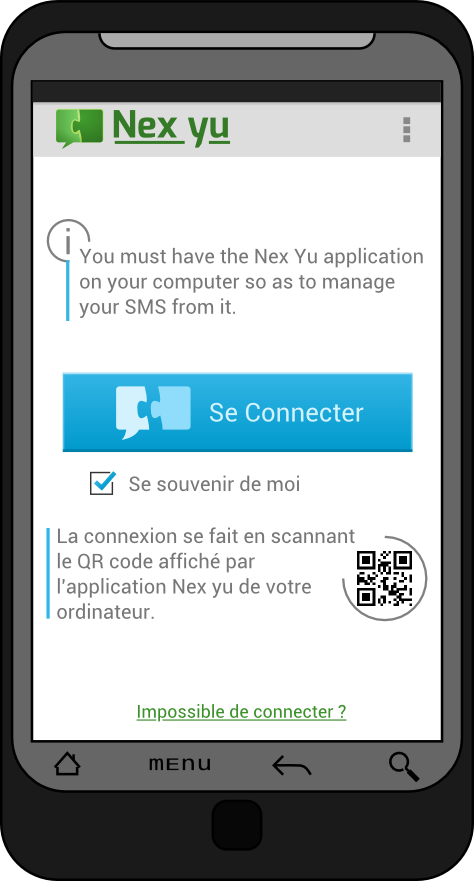 Nex yu
You must have the Nex Yu application
on your computer so as to manage
your SMS from it.
Se Connecter
Se souvenir de moi
La connexion se fait en scannant
le QR code affiché par
l'application Nex yu de votre
ordinateur.
Impossible de connecter ?
MENU